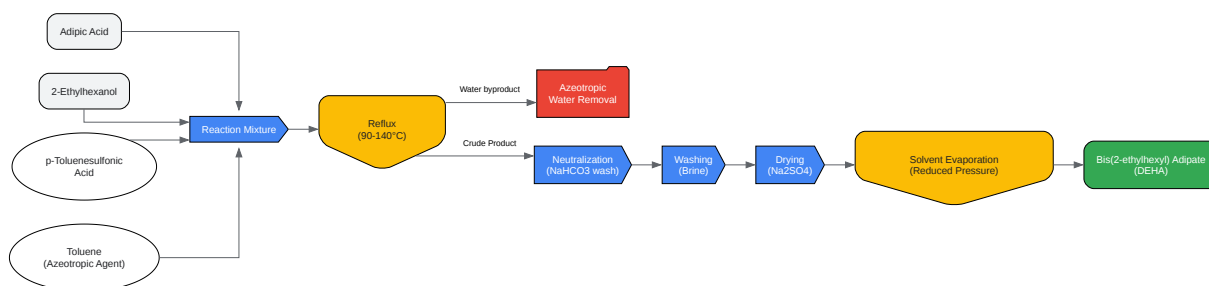 Adipic Acid
2-Ethylhexanol
p-Toluenesulfonic
Acid
Toluene
(Azeotropic Agent)
Reaction Mixture
Reflux
(90-140°C)
Water byproduct
Azeotropic
Water Removal
Crude Product
Neutralization
(NaHCO3 wash)
Washing
(Brine)
Drying
(Na2SO4)
Solvent Evaporation
(Reduced Pressure)
Bis(2-ethylhexyl) Adipate
(DEHA)